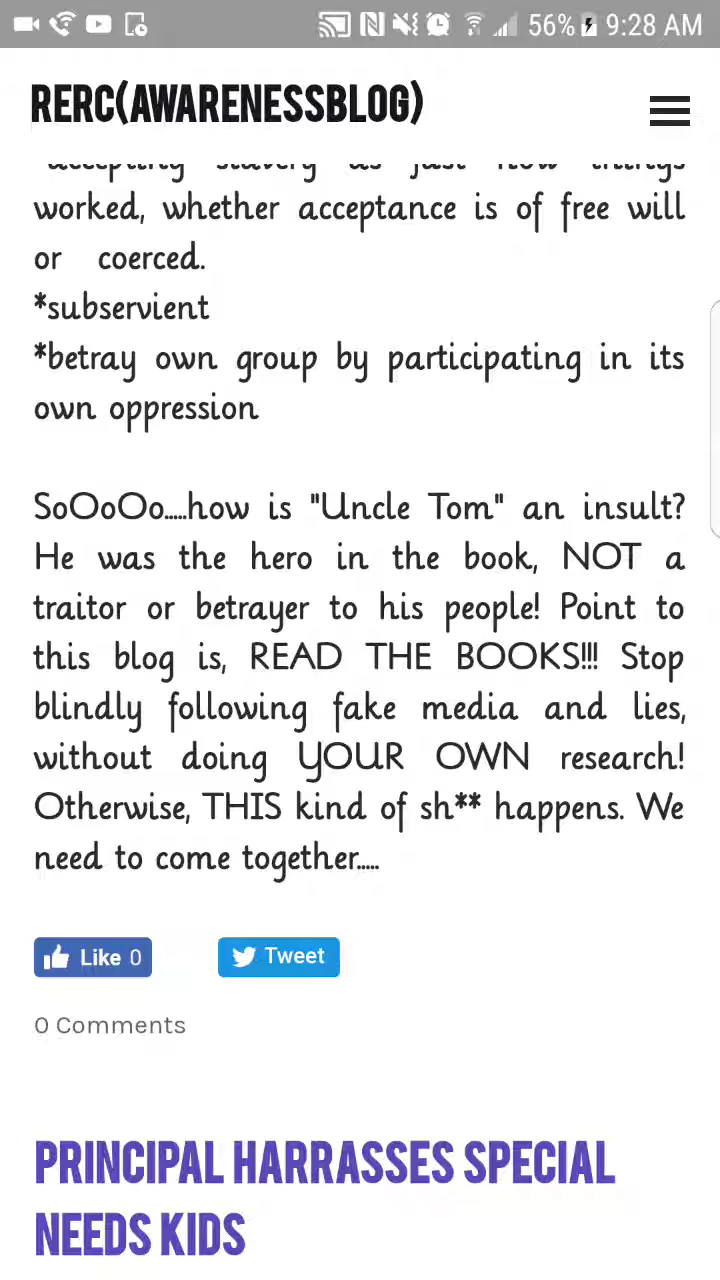 56% 9:28 AM
RERC(AWARENESSBLOG)
worked, whether acceptance is of free will
or coerced.
*subservient
*betray own group by participating in its
own oppression
SoOoOo.....how is "Uncle Tom" an insult?
He was the hero in the book, NOT a
traitor or betrayer to his people! Point to
this blog is, READ THE BOOKS!!! Stop
blindly following fake media and lies,
without doing YOUR OWN research!
Otherwise, THIS kind of sh** happens. We
need to come together.....
Like 0 Tweet
0 Comments
PRINCIPAL HARRASSES SPECIAL
NEEDS KIDS